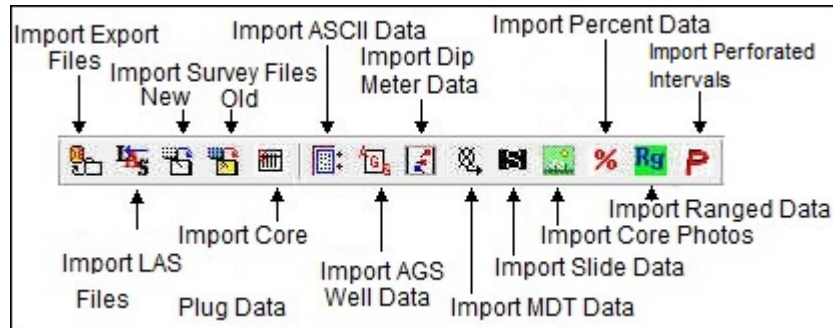 Import Export
Files
Import ASCII Data
Import Percent Data
Import Survey Files
New Old
Import Dip
Meter Data
Import Perforated
Intervals
LAS
AGS
%
Rg
P
Import LAS
Files
Import Core
Plug Data
Import AGS
Well Data
Import MDT Data
Import Slide Data
Import Core Photos
Import Ranged Data